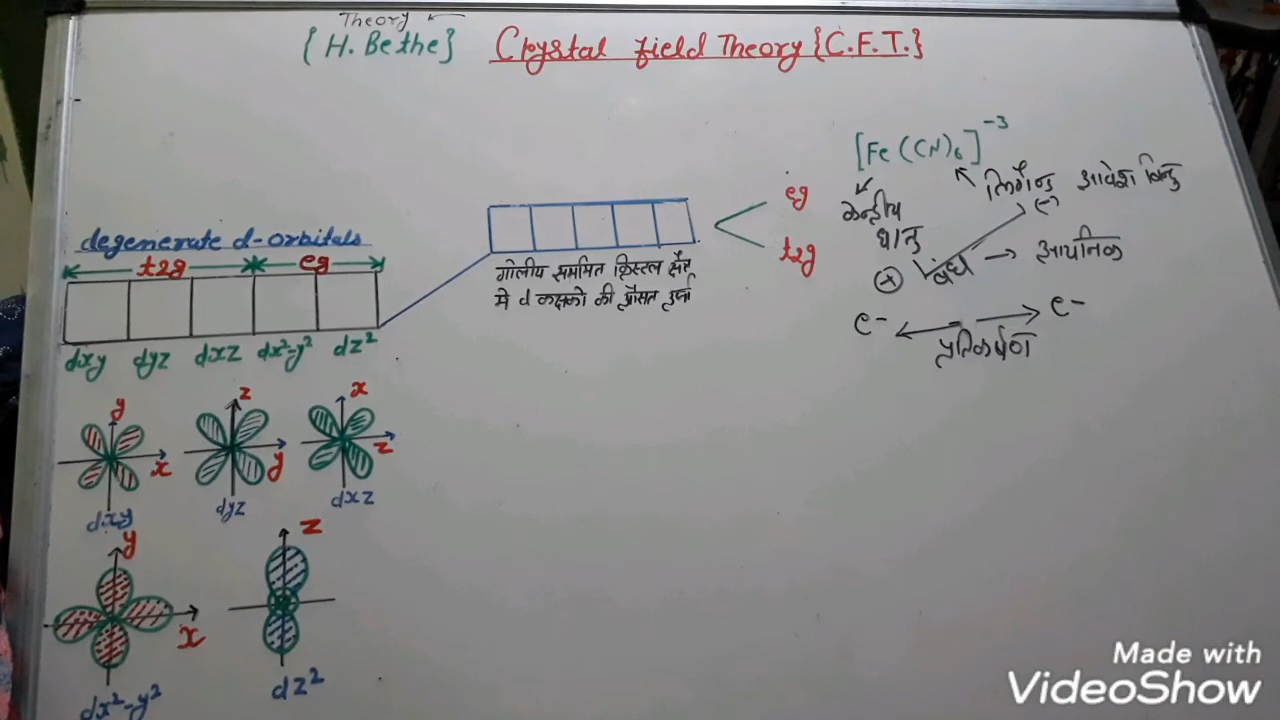 Theory
{H. Bethe} Crystal field Theory {C.F.T.}
[Fe(CN)6]-3
लिगेन्ड आवेश बिन्दु
(-)
केन्द्रीय
धातु
(+)
बंध → आयनिक
e- e-
प्रतिकर्षण
eg
t2g
गोलीय सममित क्रिस्टल क्षेत्र
मे d कक्षको की औसत ऊर्जा
degenerate d-orbitals
t2g eg
dxy dyz dxz dx²-y² dz²
y z x
x y z
dxy dyz dxz
y z
x
dx²-y² dz²
Made with
VideoShow